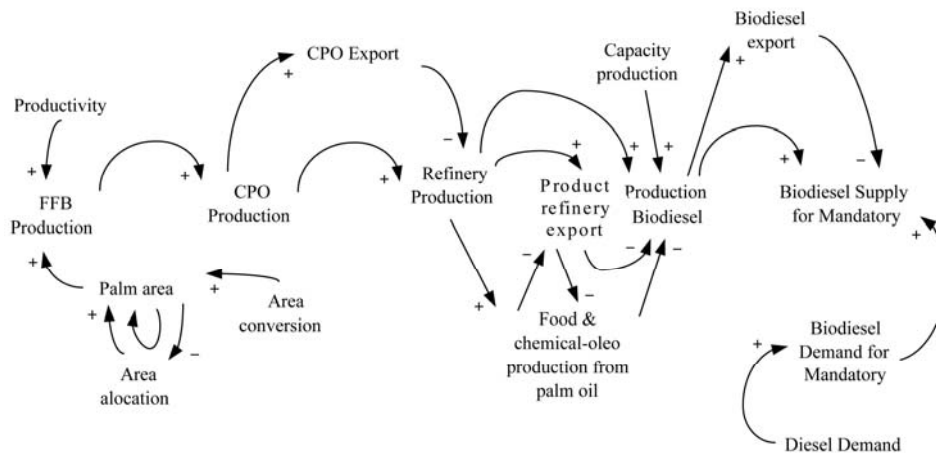 Biodiesel
export
CPO Export
Capacity
production
+
+
Productivity
−
+
+
+
+
+
+
−
+
+
Refinery
Production
Product
refinery
export
Production
Biodiesel
Biodiesel Supply
for Mandatory
FFB
Production
CPO
Production
−
−
−
+
+
Palm area
+
Area
conversion
+
−
Food &
chemical-oleo
production from
palm oil
+
−
Area
alocation
+
Biodiesel
Demand for
Mandatory
Diesel Demand